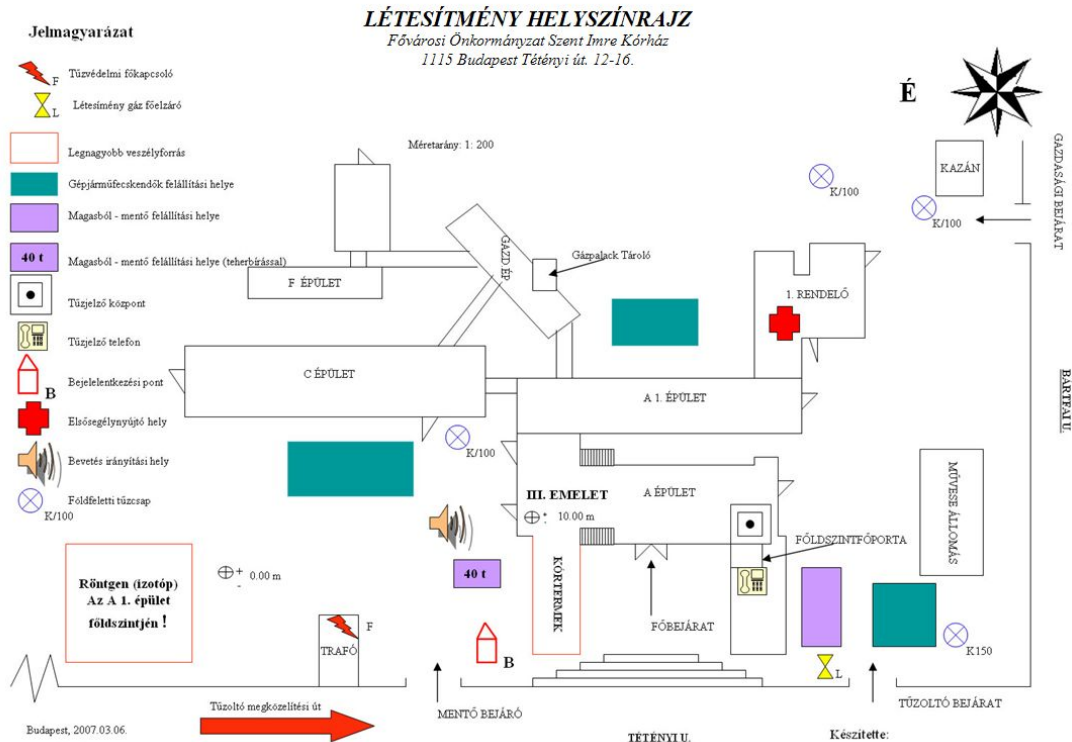 LÉTESÍTMÉNY HELYSZÍNRAJZ
Fővárosi Önkormányzat Szent Imre Kórház
1115 Budapest Tétényi út. 12-16.
Jelmagyarázat
F
Tűzvédelmi főkapcsoló
L
Létesítmény gáz főelzáró
Legnagyobb veszélyforrás
Gépjárműfecskendők felállítási helye
Magasból - mentő felállítási helye
40 t
Magasból - mentő felállítási helye (teherbírással)
Tűzjelző központ
Tűzjelző telefon
B
Bejelelentkezési pont
Elsősegélynyújtó hely
Bevetés irányítási hely
Földfeletti tűzcsap
K/100
Méretarány: 1: 200
É
KAZÁN
GAZDASÁGI BEJÁRAT
K/100
K/100
GAZD.ÉP
Gázpalack Tároló
F ÉPÜLET
1. RENDELŐ
C ÉPÜLET
A 1. ÉPÜLET
BÁRTFAI U.
K/100
A ÉPÜLET
III. EMELET
+
-
10.00 m
MŰVESE ÁLLOMÁS
FŐLDSZINTFŐPORTA
KÓRTERMEK
40 t
Röntgen (izotóp)
Az A 1. épület
földszintjén !
+
-
0.00 m
F
TRAFÓ
B
FŐBEJÁRAT
K150
L
MENTŐ BEJÁRÓ
TŰZOLTÓ BEJÁRAT
Tűzoltó megközelítési út
Budapest, 2007.03.06.
TÉTÉNYI U.
Készítette: